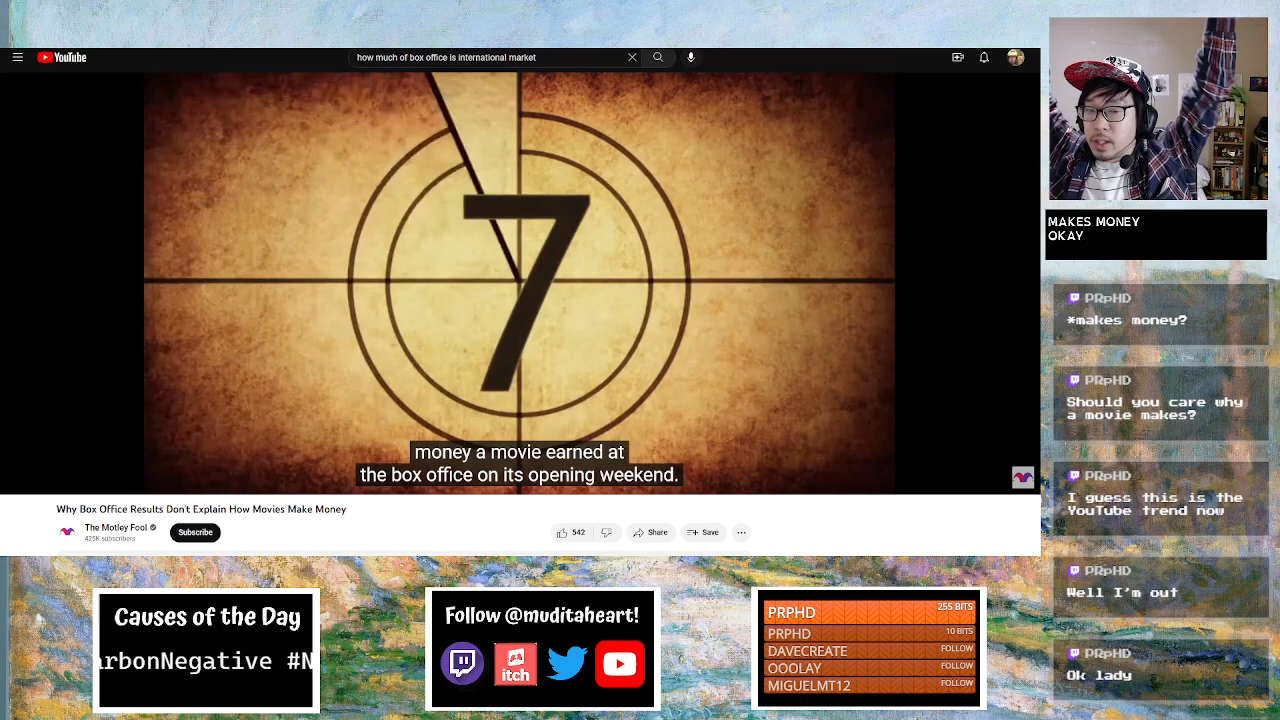 YouTube
how much of box office is international market
7
money a movie earned at
the box office on its opening weekend.
Why Box Office Results Don't Explain How Movies Make Money
The Motley Fool
425K subscribers
Subscribe
542
Share
Save
MAKES MONEY
OKAY
PRpHD
*makes money?
PRpHD
Should you care why
a movie makes?
PRpHD
I guess this is the
YouTube trend now
PRpHD
Well I'm out
PRpHD
Ok lady
Causes of the Day
arbonNegative #N
Follow @muditaheart!
itch
PRPHD 255 BITS
PRPHD 10 BITS
DAVECREATE FOLLOW
OOOLAY FOLLOW
MIGUELMT12 FOLLOW